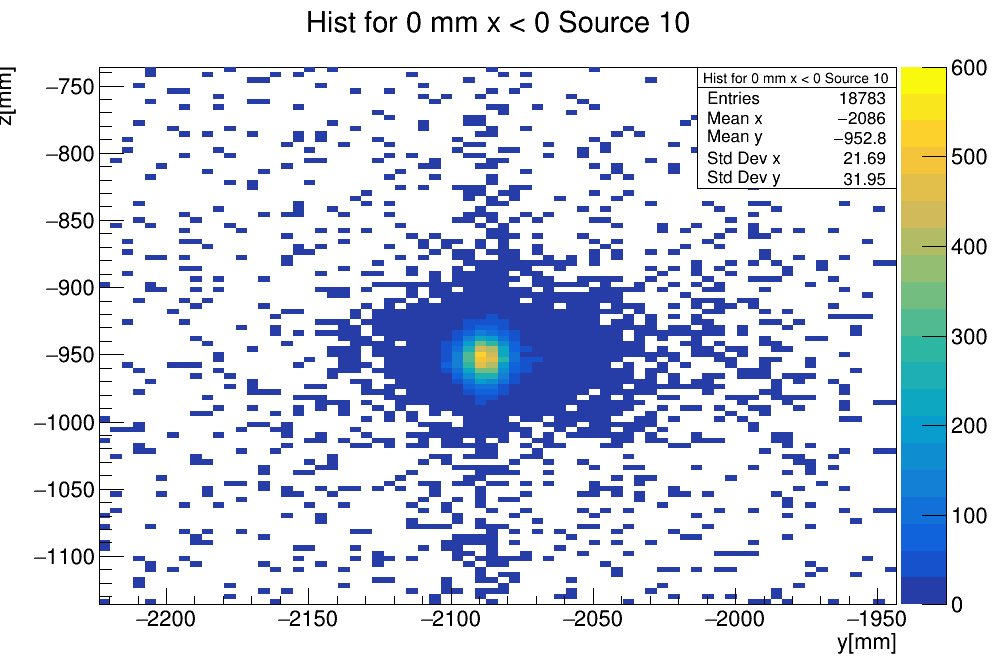 Hist for 0 mm x < 0 Source 10
z[mm]
Hist for 0 mm x < 0 Source 10
Entries 18783
Mean x −2086
Mean y −952.8
Std Dev x 21.69
Std Dev y 31.95
−750
−800
−850
−900
−950
−1000
−1050
−1100
600
500
400
300
200
100
0
−2200 −2150 −2100 −2050 −2000 −1950
y[mm]